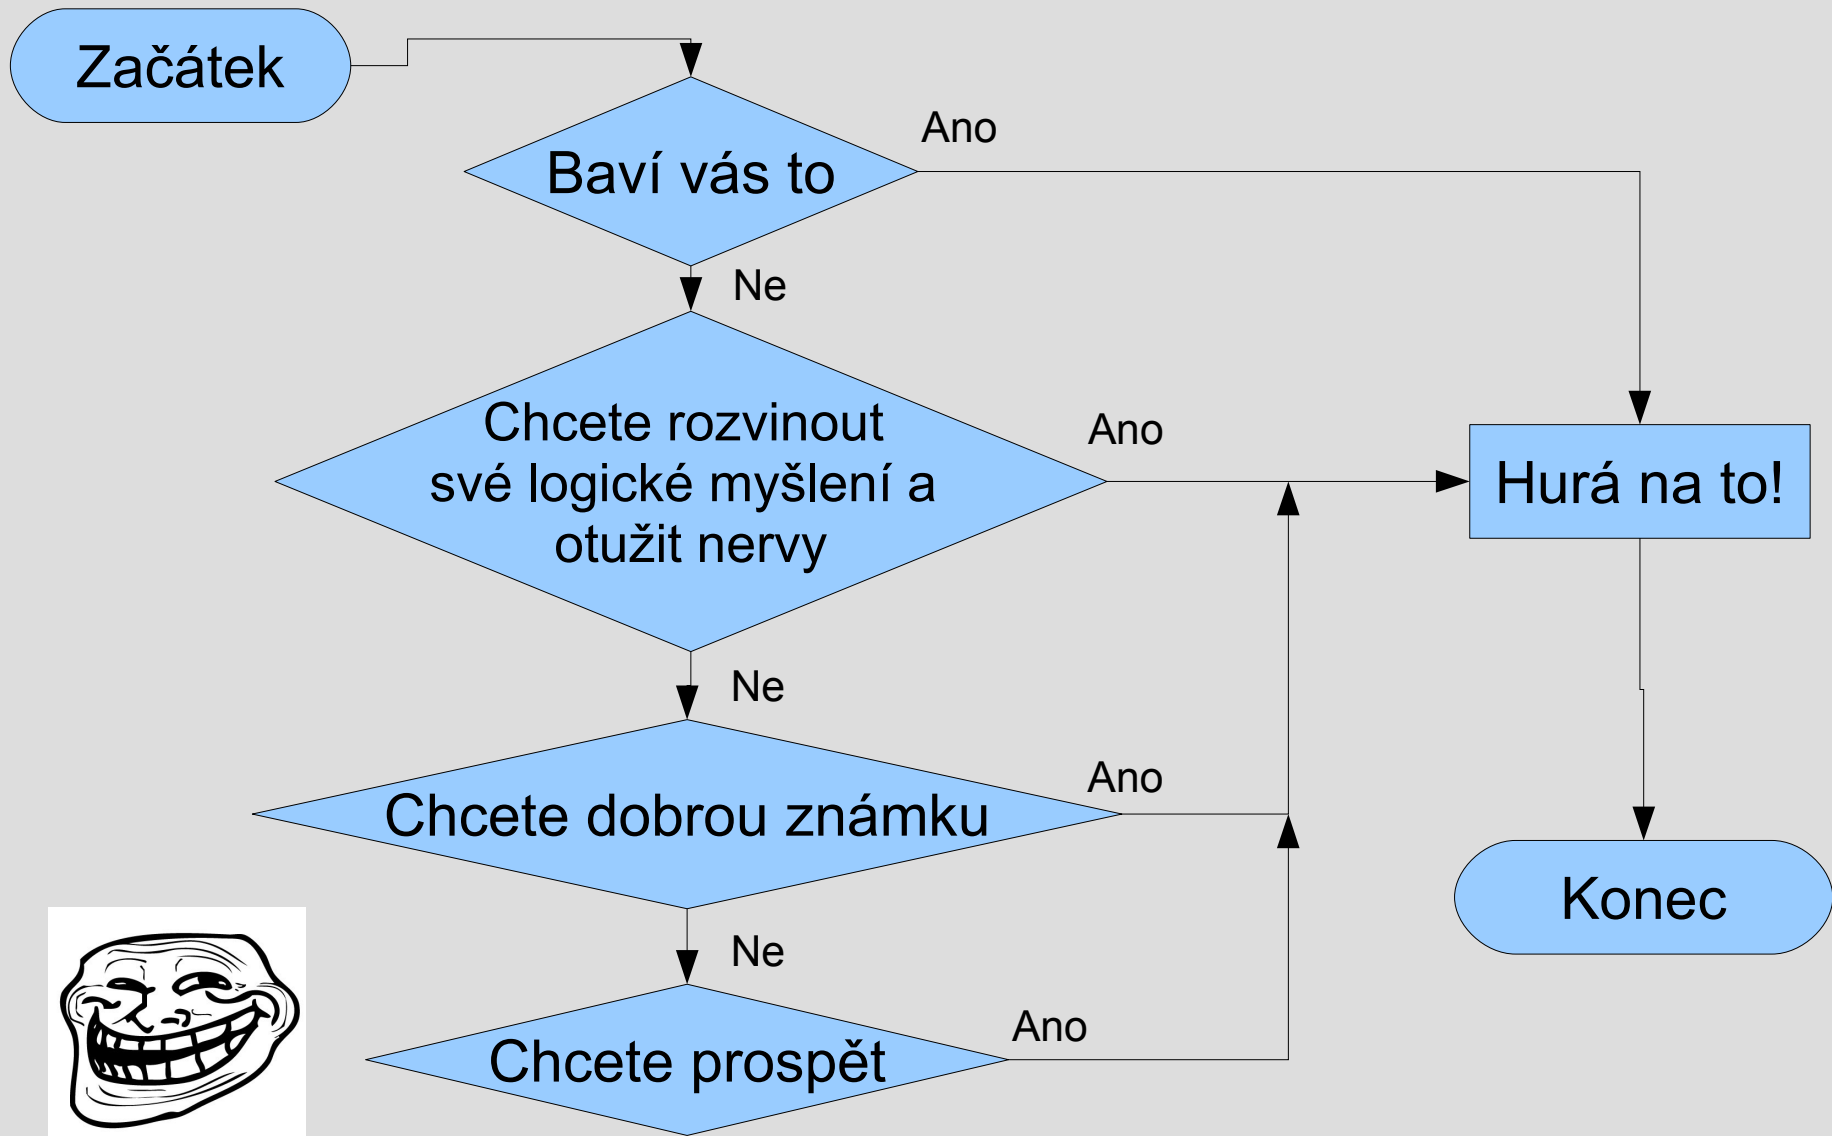 Začátek
Ano
Baví vás to
Ne
Chcete rozvinout
své logické myšlení a
otužit nervy
Ano
Hurá na to!
Ne
Chcete dobrou známku
Ano
Konec
Ne
Chcete prospět
Ano